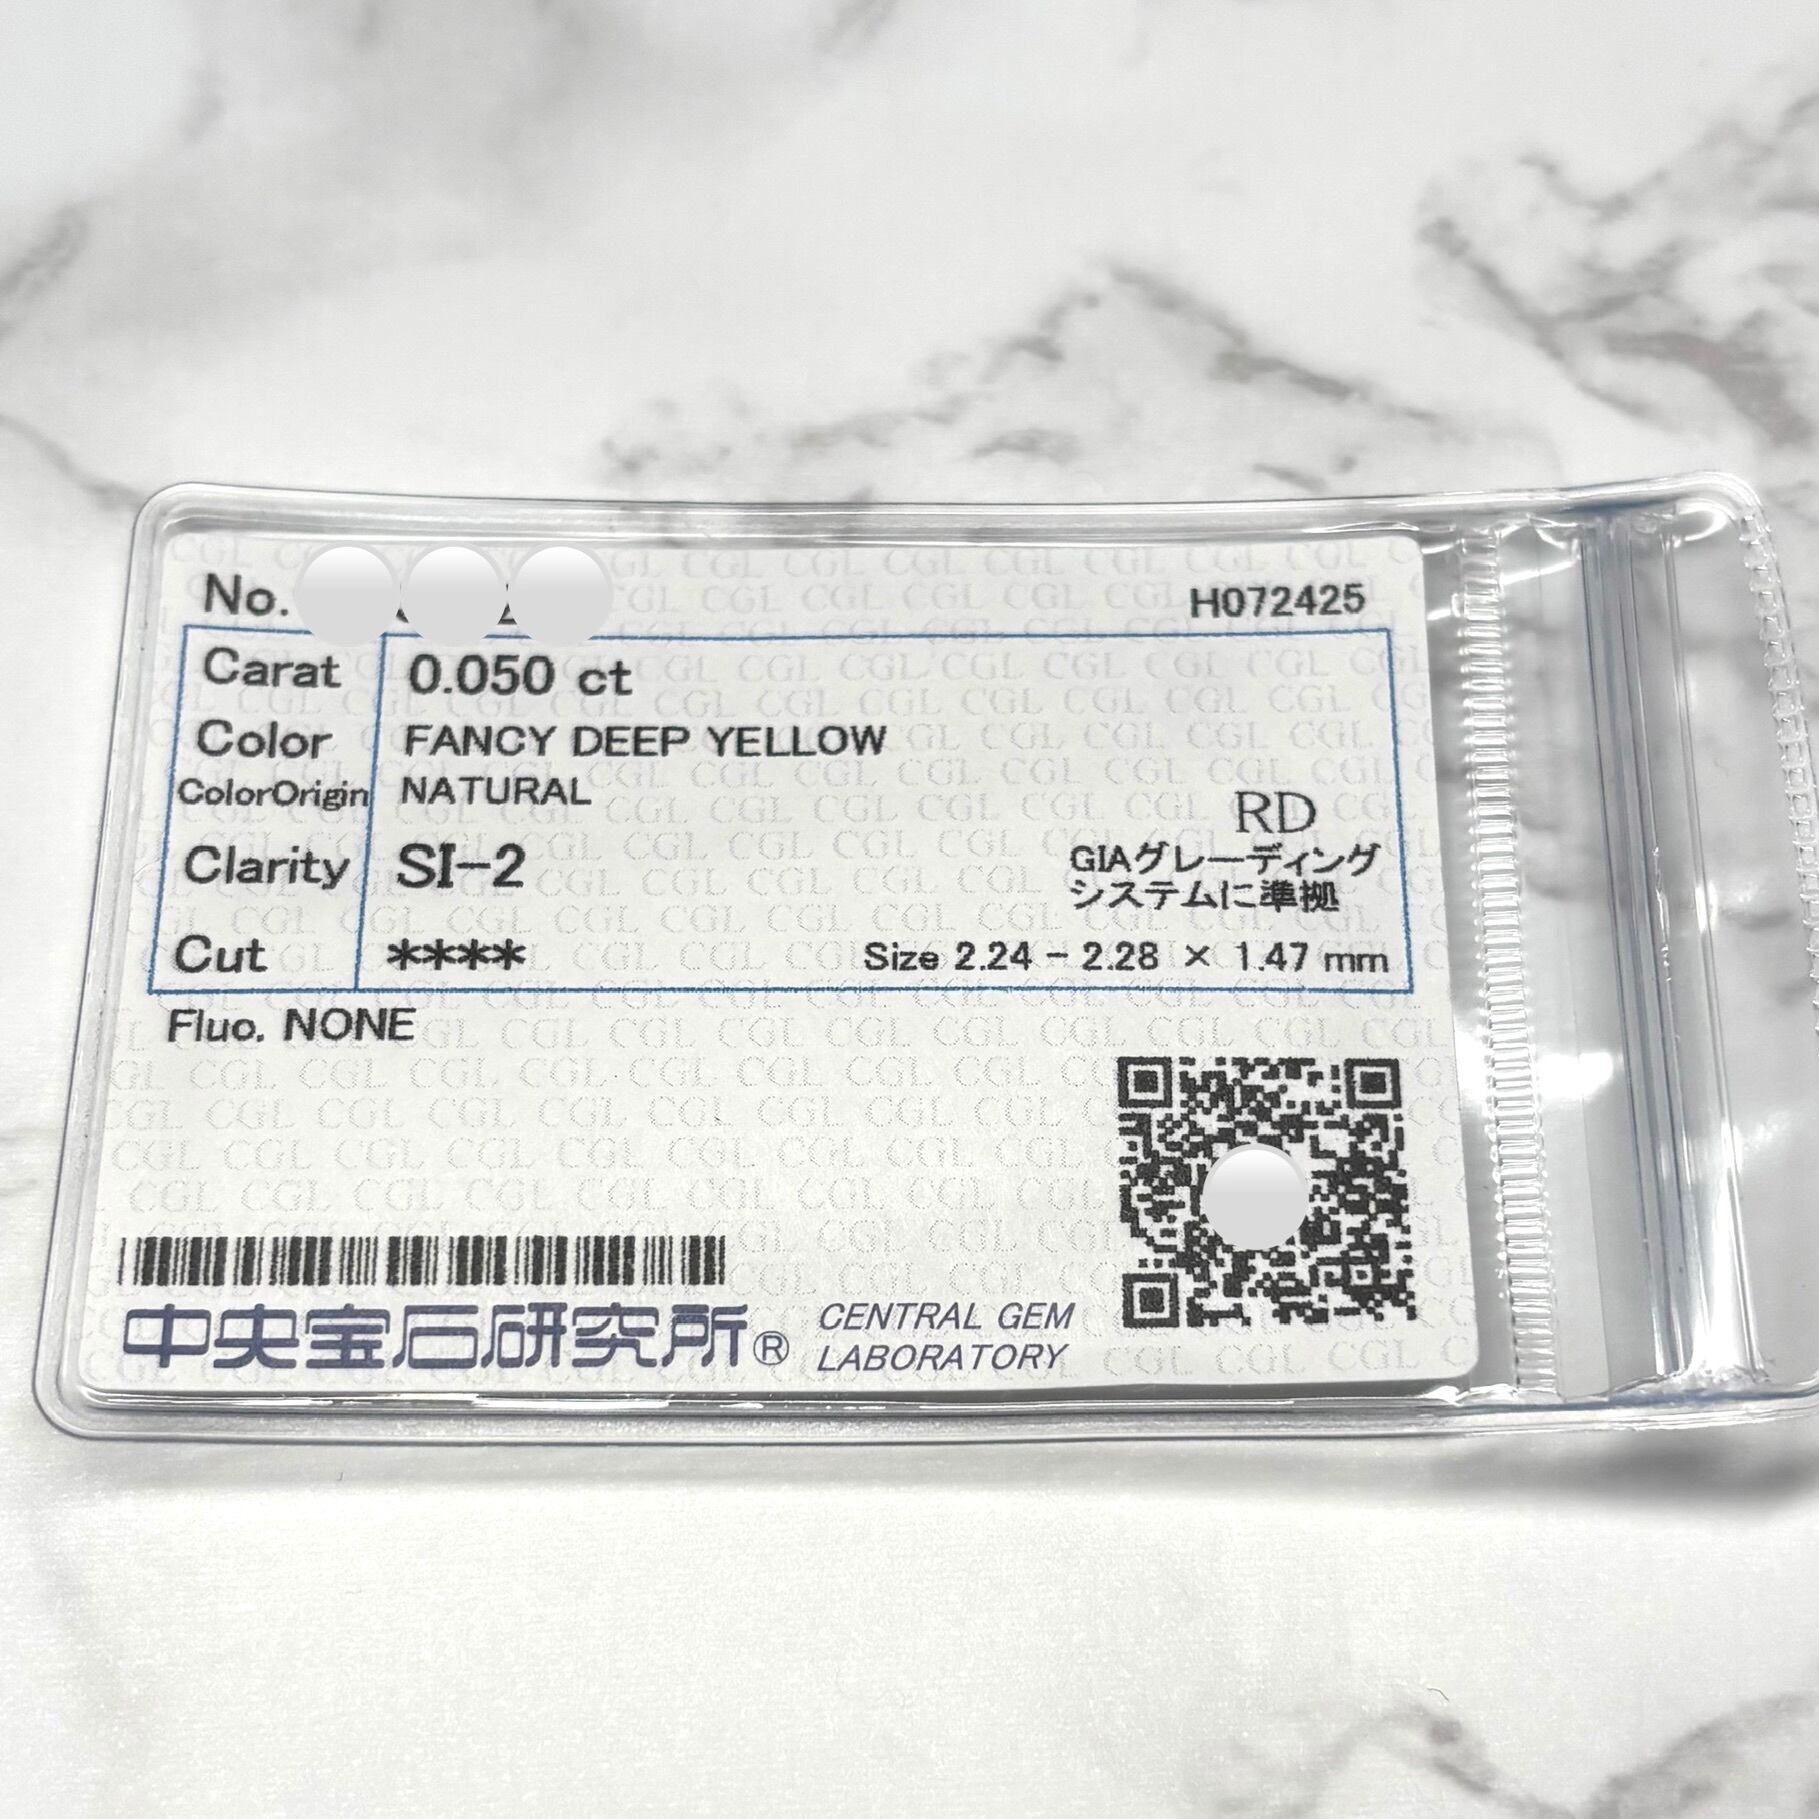 No.
H072425
Carat 0.050 ct
Color FANCY DEEP YELLOW
ColorOrigin NATURAL
RD
Clarity SI-2
GIAグレーディング
システムに準拠
Cut ****
Size 2.24 - 2.28 × 1.47 mm
Fluo. NONE
中央宝石研究所®
CENTRAL GEM
LABORATORY